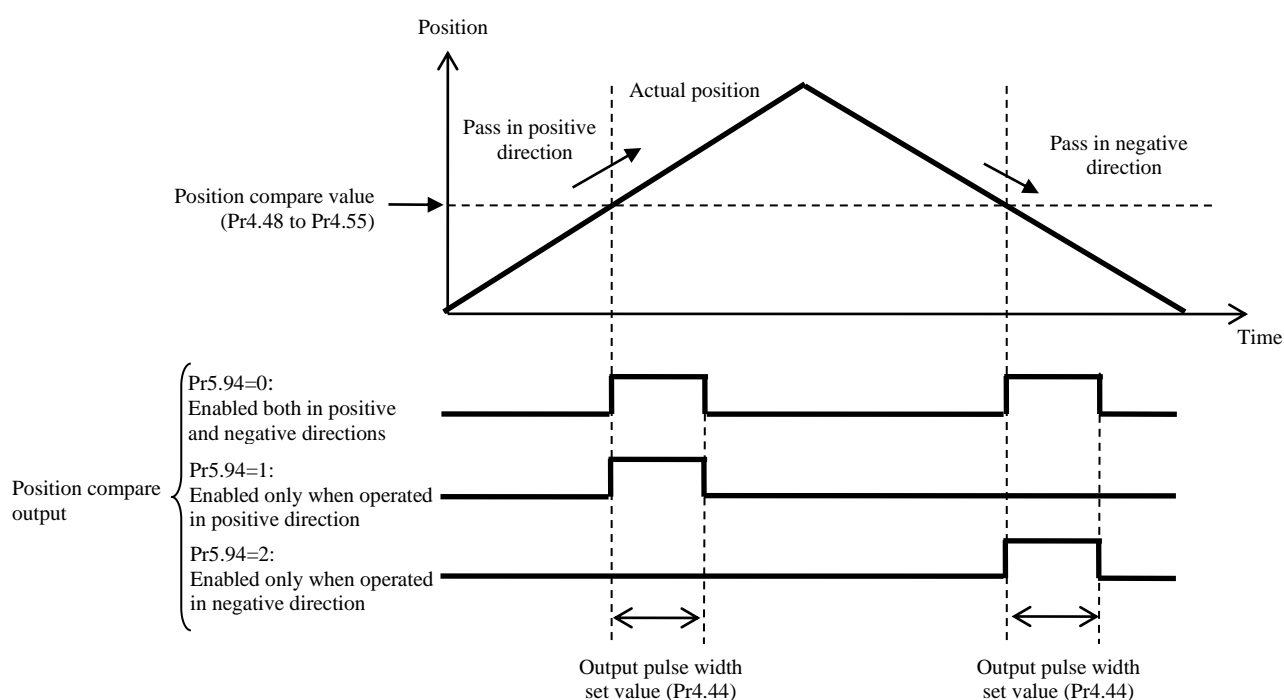 Position
Actual position
Pass in positive
direction
Pass in negative
direction
Position compare value
(Pr4.48 to Pr4.55)
Time
Pr5.94=0:
Enabled both in positive
and negative directions
Pr5.94=1:
Enabled only when operated
in positive direction
Position compare
output
Pr5.94=2:
Enabled only when operated
in negative direction
Output pulse width
set value (Pr4.44)
Output pulse width
set value (Pr4.44)